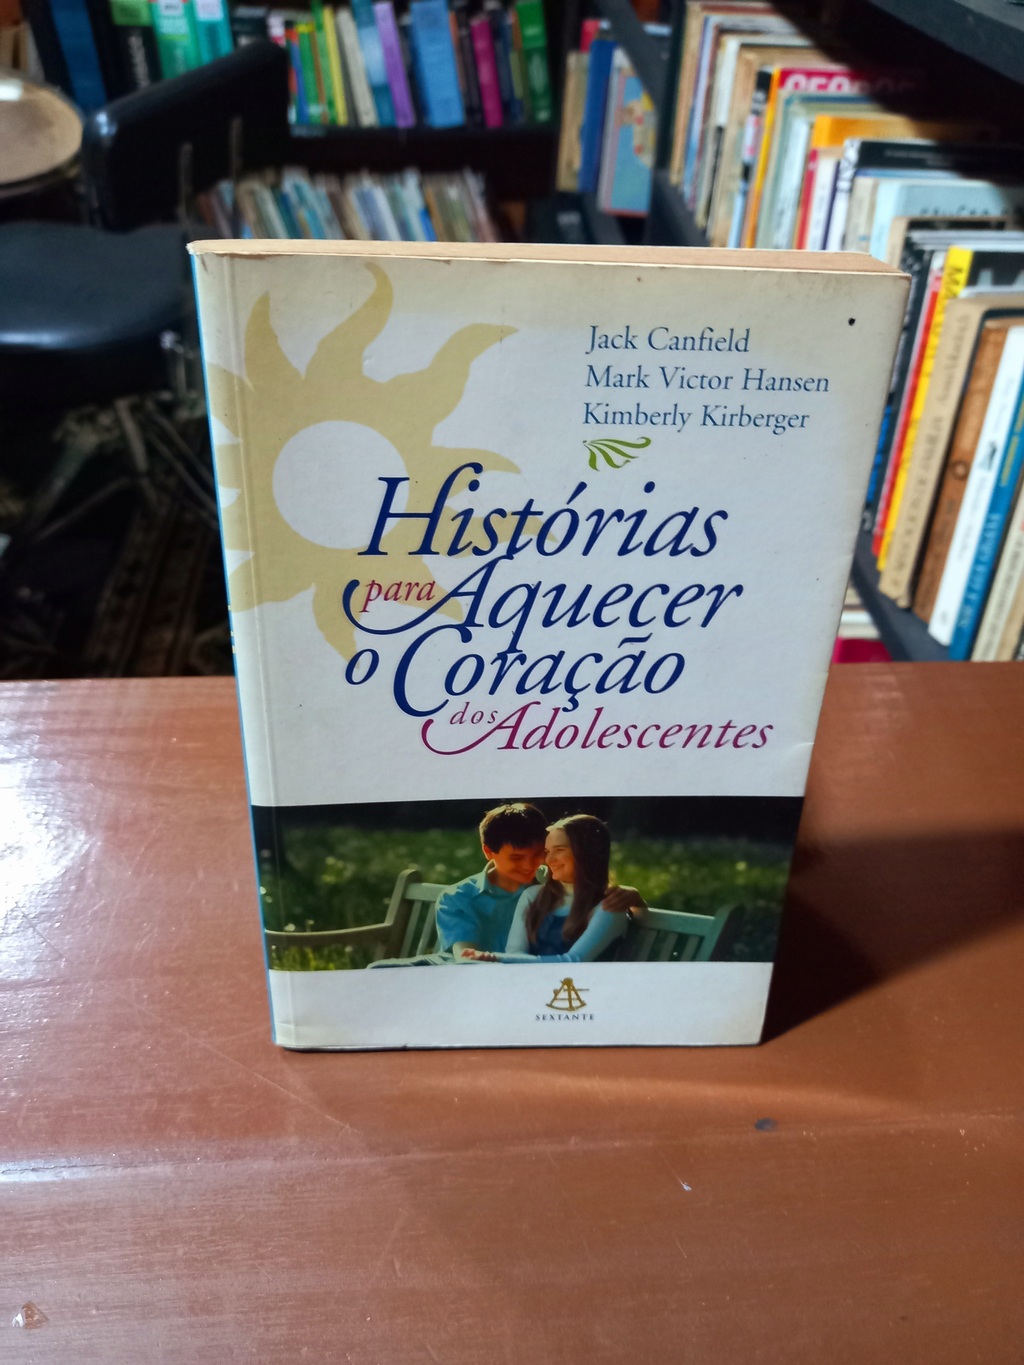 Jack Canfield
Mark Victor Hansen
Kimberly Kirberger
Histórias
para Aquecer
o Coração
dos Adolescentes
SEXTANTE